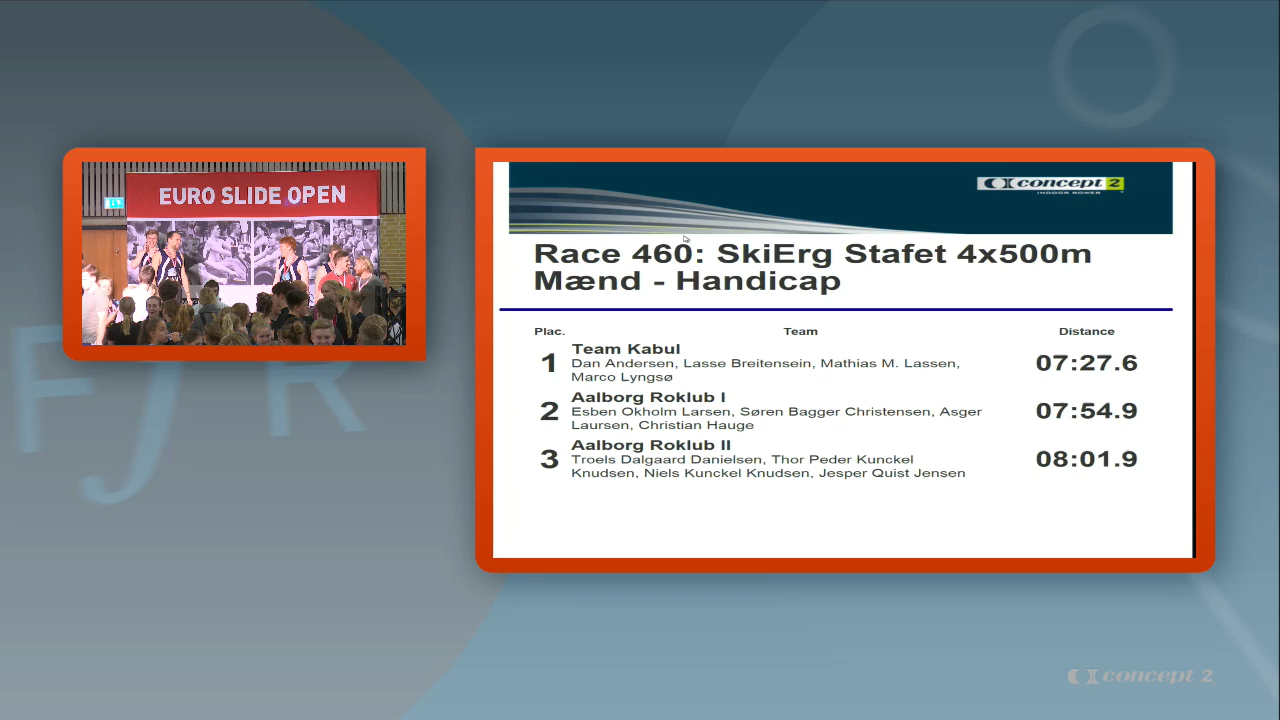 EURO SLIDE OPEN
concept 2
INDOOR ROWER
Race 460: SkiErg Stafet 4x500m
Mænd - Handicap
Plac. Team Distance
1 Team Kabul 07:27.6
Dan Andersen, Lasse Breitensein, Mathias M. Lassen,
Marco Lyngsø
2 Aalborg Roklub I 07:54.9
Esben Okholm Larsen, Søren Bagger Christensen, Asger
Laursen, Christian Hauge
3 Aalborg Roklub II 08:01.9
Troels Dalgaard Danielsen, Thor Peder Kunckel
Knudsen, Niels Kunckel Knudsen, Jesper Quist Jensen
F J R
concept 2